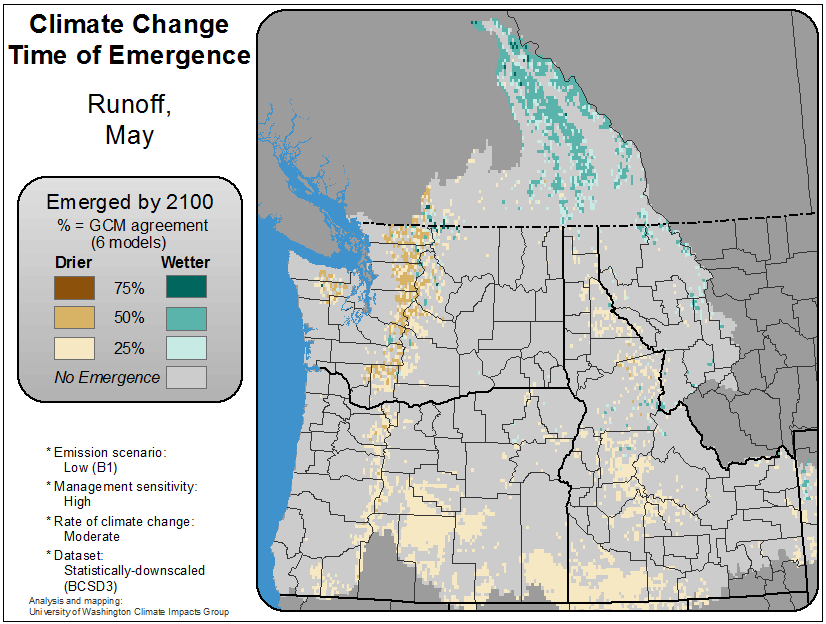 Climate Change
Time of Emergence
Runoff,
May
Emerged by 2100
% = GCM agreement
(6 models)
Drier Wetter
75%
50%
25%
No Emergence
* Emission scenario:
Low (B1)
* Management sensitivity:
High
* Rate of climate change:
Moderate
* Dataset:
Statistically-downscaled
(BCSD3)
Analysis and mapping:
University of Washington Climate Impacts Group